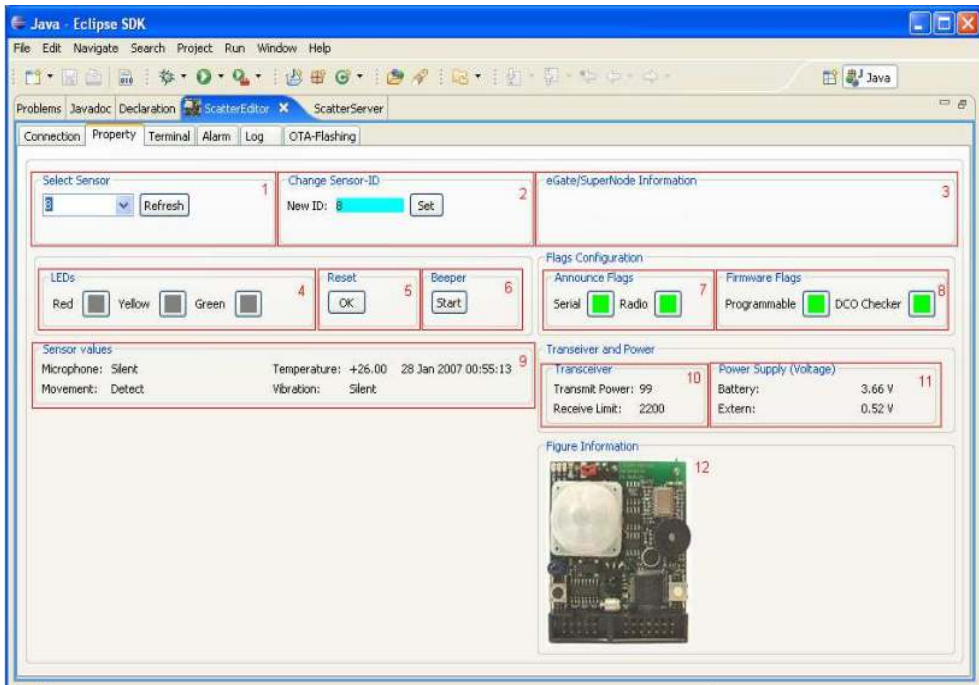 Java - Eclipse SDK
File Edit Navigate Search Project Run Window Help
010
Java
Problems Javadoc Declaration ScatterEditor ScatterServer
Connection Property Terminal Alarm Log OTA-Flashing
Select Sensor 1
8 Refresh
Change Sensor-ID 2
New ID: 8 Set
eGate/SuperNode Information 3
LEDs 4
Red Yellow Green
Reset 5
OK
Beeper 6
Start
Flags Configuration
Announce Flags 7
Serial Radio
Firmware Flags 8
Programmable DCO Checker
Sensor values 9
Microphone: Silent Temperature: +26.00 28 Jan 2007 00:55:13
Movement: Detect Vibration: Silent
Transeiver and Power
Transceiver 10
Transmit Power: 99
Receive Limit: 2200
Power Supply (Voltage) 11
Battery: 3.66 V
Extern: 0.52 V
Figure Information
12